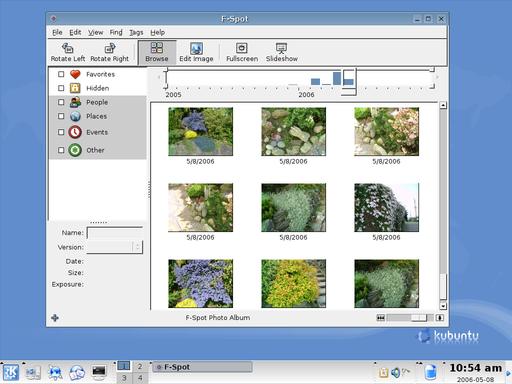 F-Spot
File Edit View Find Tags Help
Rotate Left Rotate Right Browse Edit Image Fullscreen Slideshow
Favorites
Hidden
People
Places
Events
Other
2005 2006
5/8/2006 5/8/2006 5/8/2006
5/8/2006 5/8/2006 5/8/2006
Name:
Version:
Date:
Size:
Exposure:
F-Spot Photo Album
kubuntu
1 2
3 4
F-Spot
10:54 am
2006-05-08